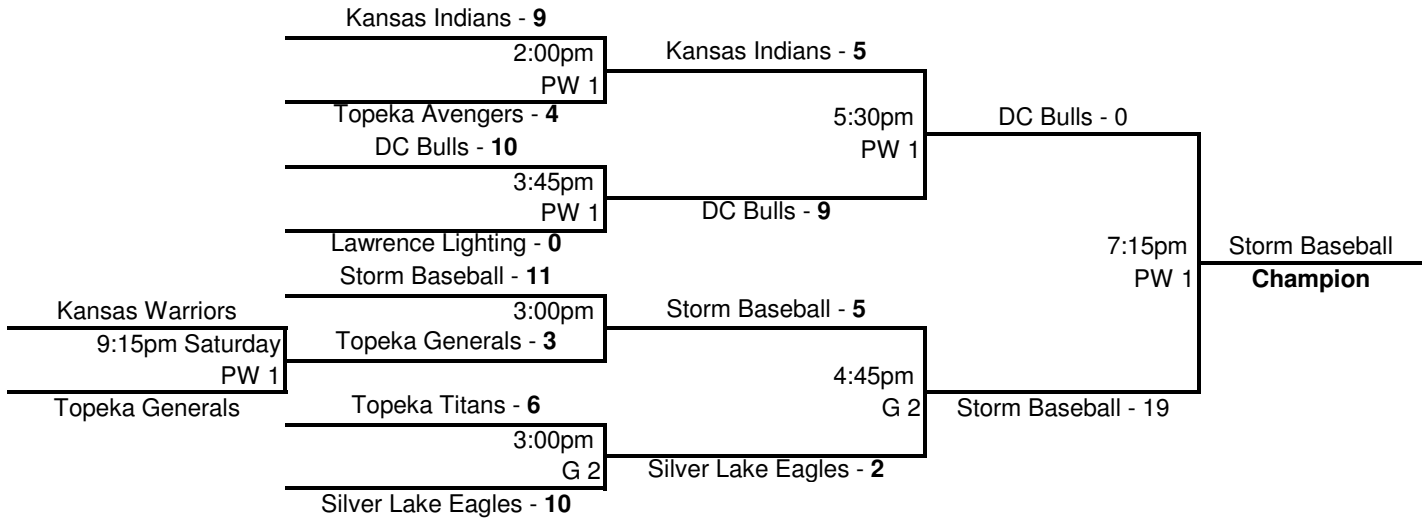 Kansas Indians - 9
2:00pm
PW 1
Topeka Avengers - 4
Kansas Indians - 5
DC Bulls - 10
3:45pm
PW 1
Lawrence Lighting - 0
DC Bulls - 9
5:30pm
PW 1
DC Bulls - 0
Storm Baseball - 11
3:00pm
Topeka Generals - 3
Kansas Warriors
9:15pm Saturday
PW 1
Topeka Generals
Storm Baseball - 5
Topeka Titans - 6
3:00pm
G 2
Silver Lake Eagles - 10
Silver Lake Eagles - 2
4:45pm
G 2
Storm Baseball - 19
7:15pm
PW 1
Storm Baseball
Champion